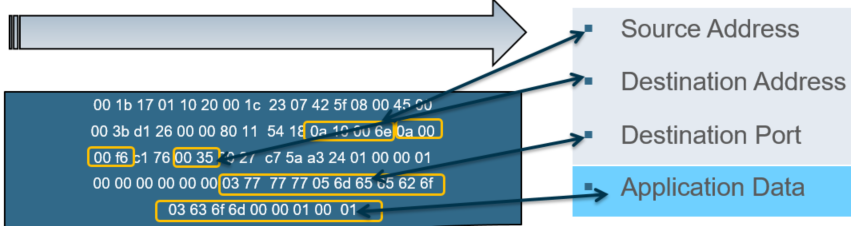 00 1b 17 01 10 20 00 1c 23 07 42 5f 08 00 45 00
00 3b d1 26 00 00 80 11 54 18 0a 10 00 6e 0a 00
00 f6 c1 76 00 35 27 c7 5a a3 24 01 00 00 01
00 00 00 00 00 00 03 77 77 77 05 6d 65 65 62 6f
03 63 6f 6d 00 00 01 00 01
Source Address
Destination Address
Destination Port
Application Data